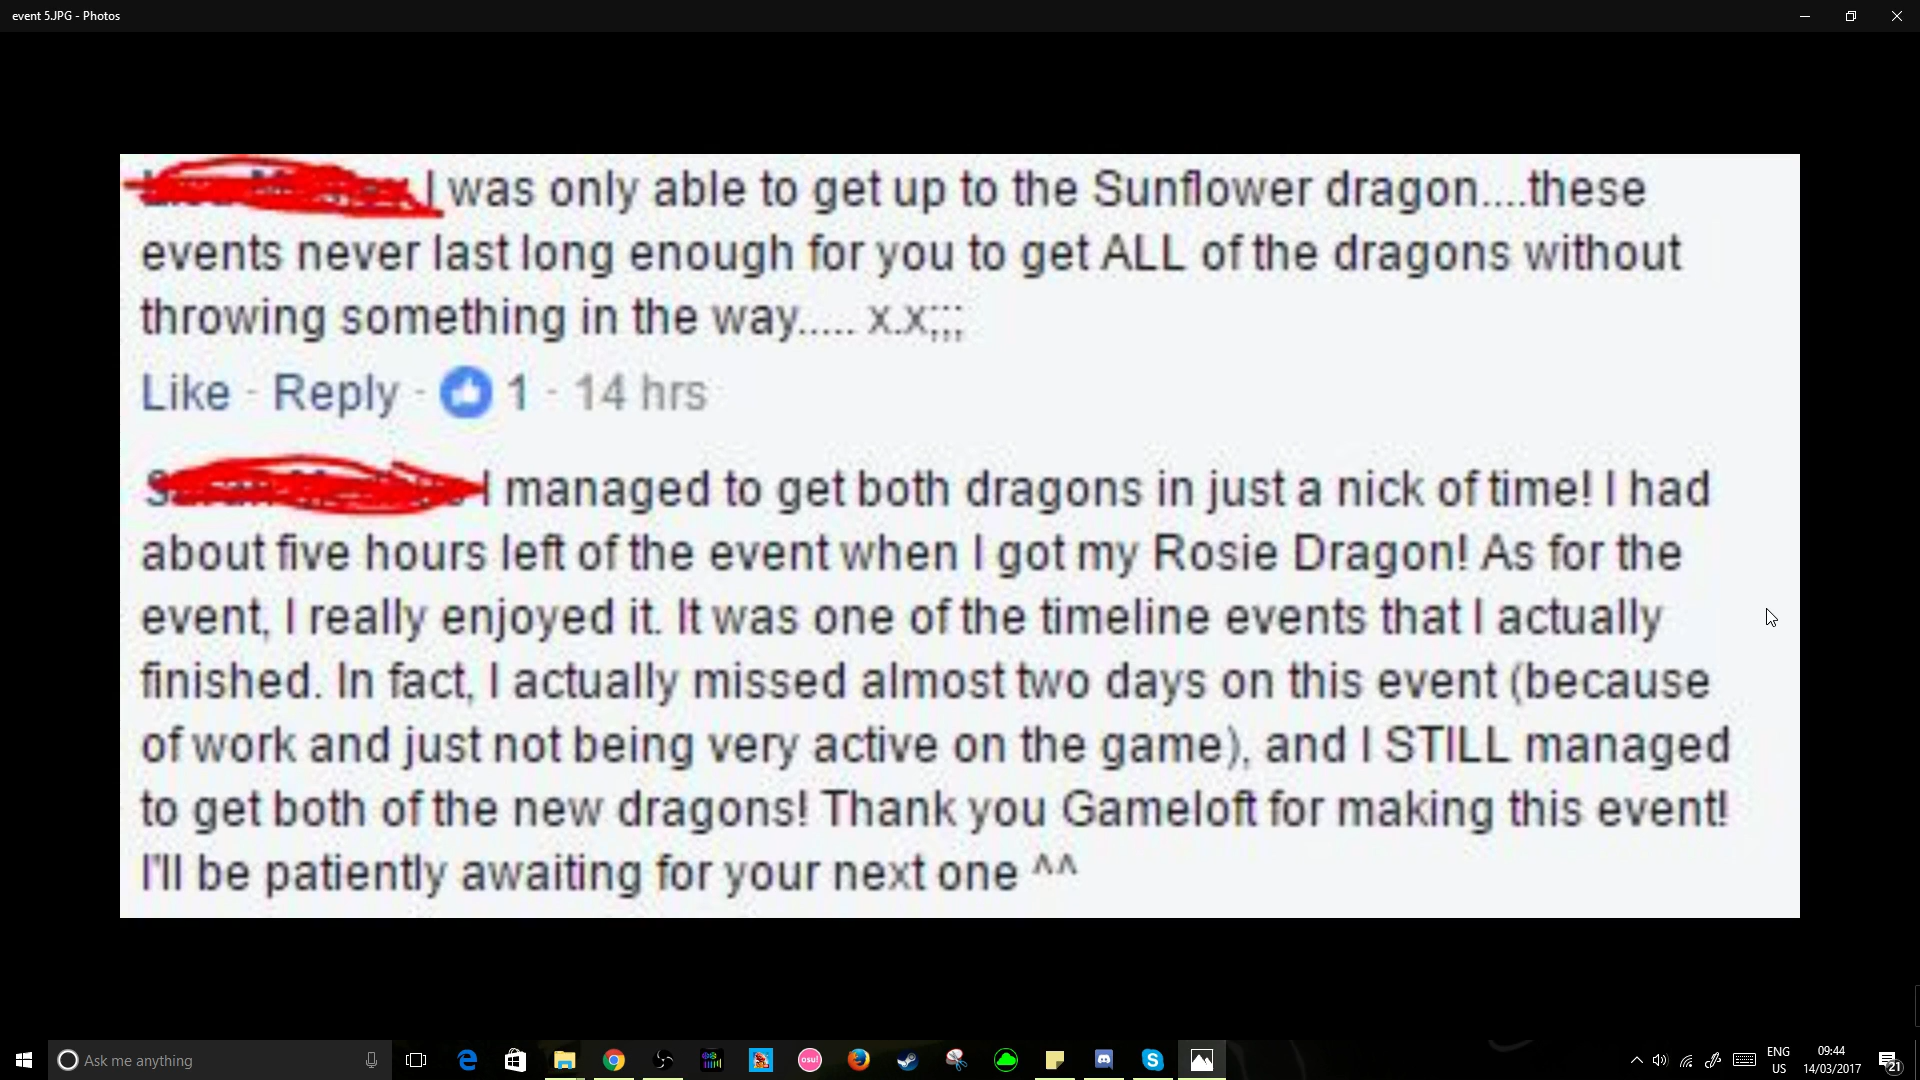 event 5.JPG - Photos
I was only able to get up to the Sunflower dragon....these
events never last long enough for you to get ALL of the dragons without
throwing something in the way..... x.x;;;
Like - Reply - 1 - 14 hrs
I managed to get both dragons in just a nick of time! I had
about five hours left of the event when I got my Rosie Dragon! As for the
event, I really enjoyed it. It was one of the timeline events that I actually
finished. In fact, I actually missed almost two days on this event (because
of work and just not being very active on the game), and I STILL managed
to get both of the new dragons! Thank you Gameloft for making this event!
I'll be patiently awaiting for your next one ^^
Ask me anything
osu!
ENG
US
09:44
14/03/2017
21